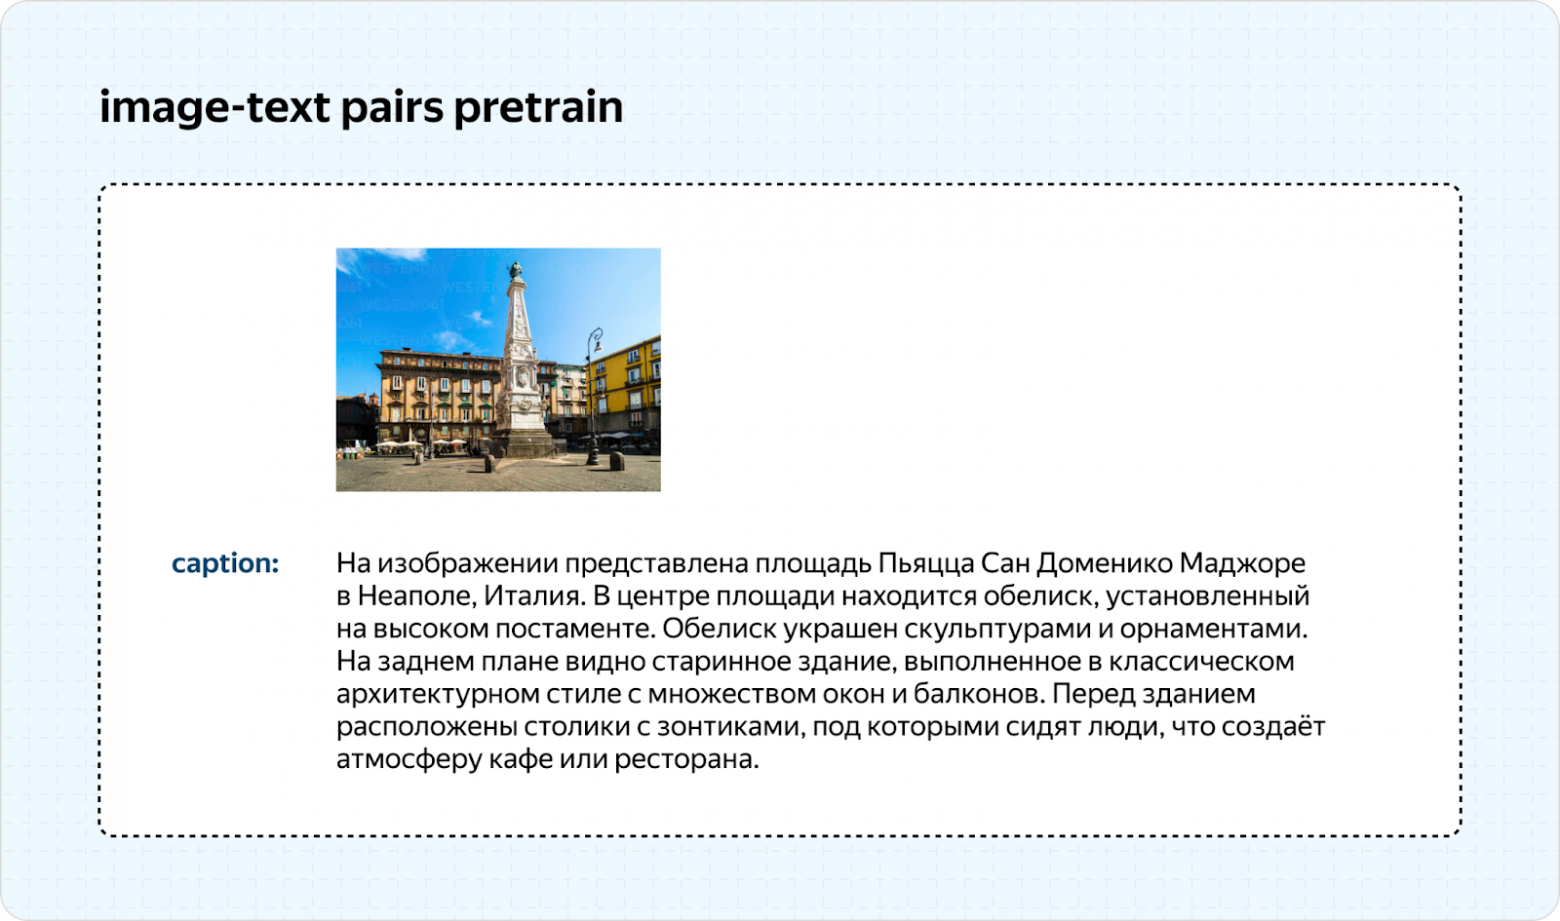 image-text pairs pretrain
WESTEND61
WESTEND61
caption:
На изображении представлена площадь Пьяцца Сан Доменико Маджоре
в Неаполе, Италия. В центре площади находится обелиск, установленный
на высоком постаменте. Обелиск украшен скульптурами и орнаментами.
На заднем плане видно старинное здание, выполненное в классическом
архитектурном стиле с множеством окон и балконов. Перед зданием
расположены столики с зонтиками, под которыми сидят люди, что создаёт
атмосферу кафе или ресторана.